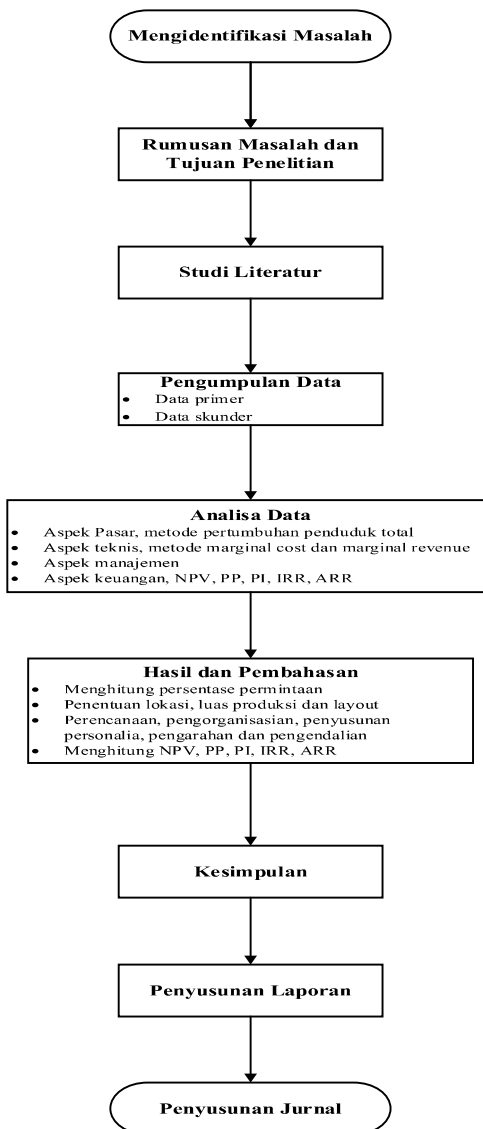 Mengidentifikasi Masalah
Rumusan Masalah dan
Tujuan Penelitian
Studi Literatur
Pengumpulan Data
• Data primer
• Data skunder
Analisa Data
• Aspek Pasar, metode pertumbuhan penduduk total
• Aspek teknis, metode marginal cost dan marginal revenue
• Aspek manajemen
• Aspek keuangan, NPV, PP, PI, IRR, ARR
Hasil dan Pembahasan
• Menghitung persentase permintaan
• Penentuan lokasi, luas produksi dan layout
• Perencanaan, pengorganisasian, penyusunan
personalia, pengarahan dan pengendalian
• Menghitung NPV, PP, PI, IRR, ARR
Kesimpulan
Penyusunan Laporan
Penyusunan Jurnal